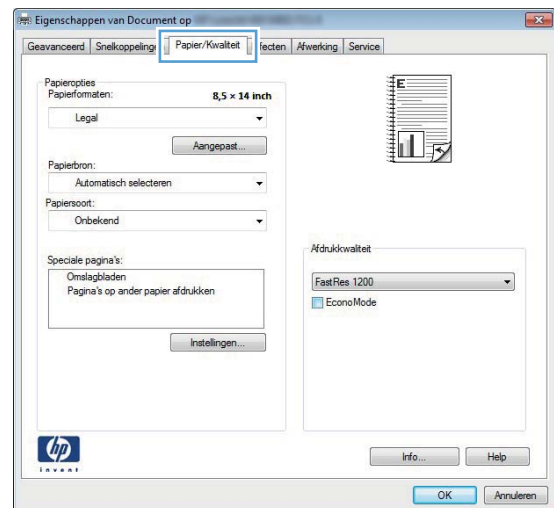 Eigenschappen van Document op
Geavanceerd Snelkoppelinge Papier/Kwaliteit fecten Afwerking Service
Papieropties
Papierformaten: 8,5 × 14 inch
Legal
Aangepast...
Papierbron:
Automatisch selecteren
Papiersoort:
Onbekend
Speciale pagina's:
Omslagbladen
Pagina's op ander papier afdrukken
Instellingen...
E
Afdrukkwaliteit
FastRes 1200
EconoMode
hp
invent
Info... Help
OK Annuleren